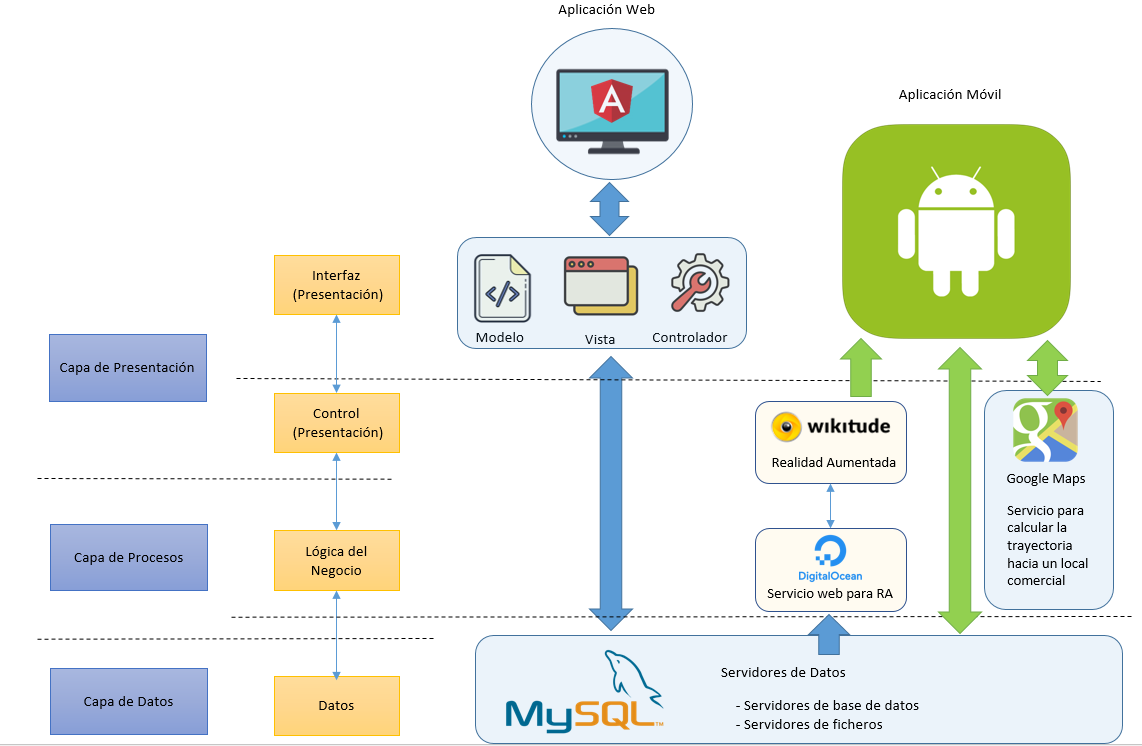 Aplicación Web
Aplicación Móvil
Interfaz
(Presentación)
Modelo
Vista
Controlador
Capa de Presentación
Control
(Presentación)
wikitude
Realidad Aumentada
Google Maps
Servicio para
calcular la
trayectoria
hacia un local
comercial
Capa de Procesos
Lógica del
Negocio
DigitalOcean
Servicio web para RA
Capa de Datos
Datos
MySQL
TM
Servidores de Datos
- Servidores de base de datos
- Servidores de ficheros